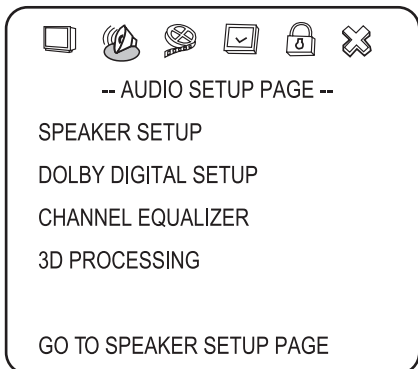 -- AUDIO SETUP PAGE --
SPEAKER SETUP
DOLBY DIGITAL SETUP
CHANNEL EQUALIZER
3D PROCESSING
GO TO SPEAKER SETUP PAGE